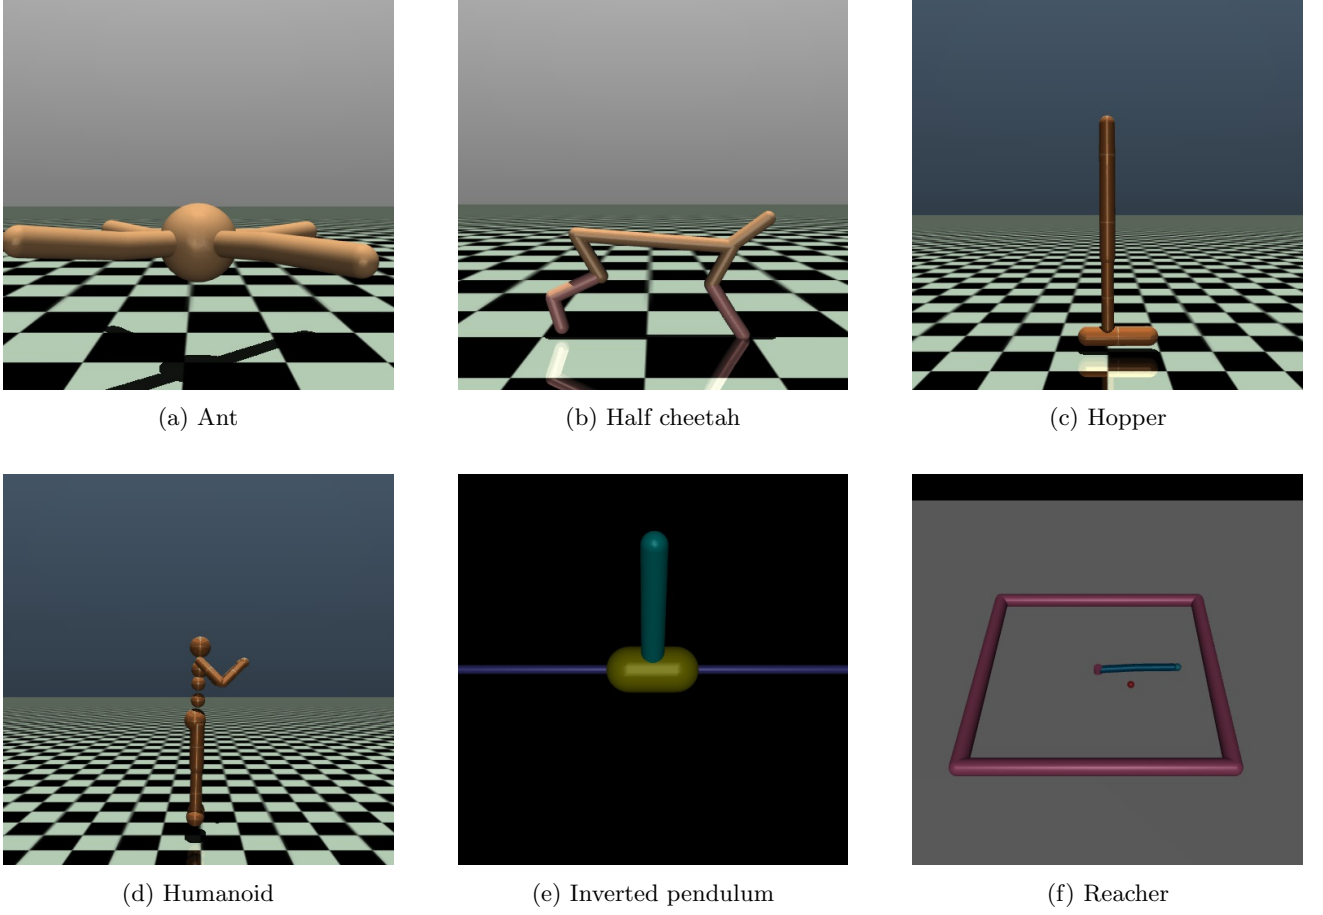 (a) Ant
(b) Half cheetah
(c) Hopper
(d) Humanoid
(e) Inverted pendulum
(f) Reacher